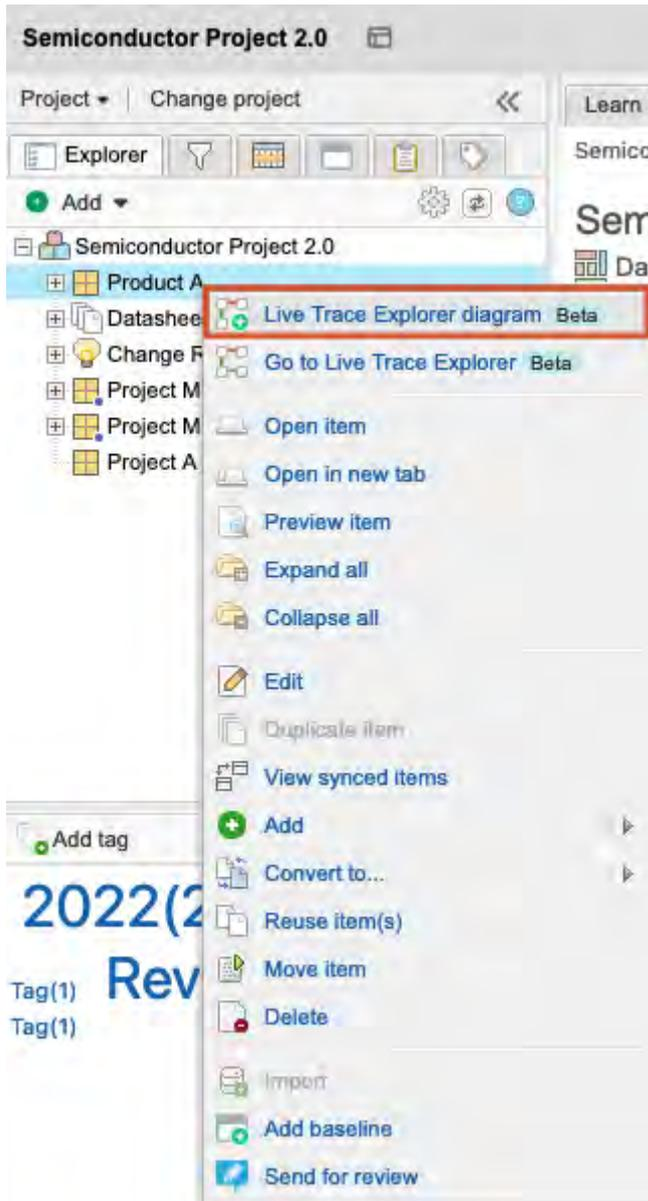 Semiconductor Project 2.0
Project | Change project
Learn
Explorer
Semico
Add
Sem
Semiconductor Project 2.0
Da
Product A
Live Trace Explorer diagram Beta
Datashee
Change R
Go to Live Trace Explorer Beta
Project M
Project M
Open item
Project A
Open in new tab
Preview item
Expand all
Collapse all
Edit
Duplicate item
View synced items
Add
Add tag
Convert to...
2022(2
Reuse item(s)
Move item
Tag(1) Rev
Delete
Tag(1)
Import
Add baseline
Send for review